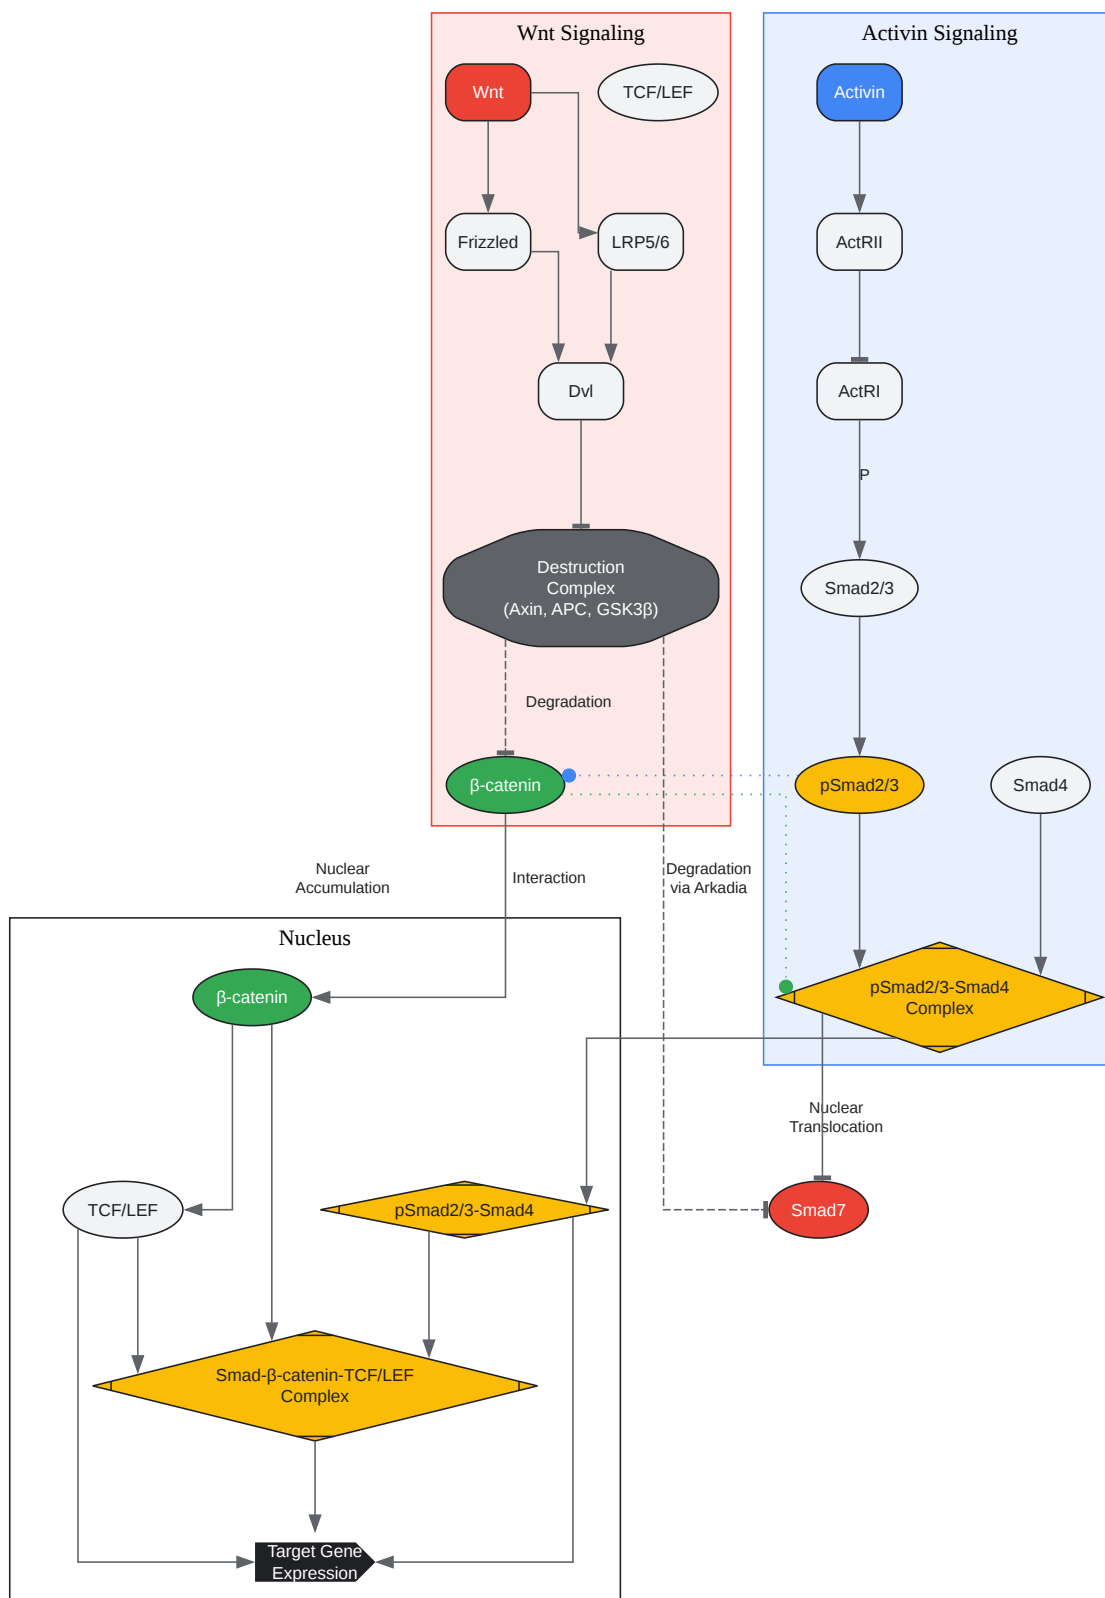 Wnt Signaling
Activin Signaling
Wnt
TCF/LEF
Activin
Frizzled
LRP5/6
ActRII
Dvl
ActRI
P
Destruction
Complex
(Axin, APC, GSK3β)
Smad2/3
Degradation
β-catenin
pSmad2/3
Smad4
Nuclear
Accumulation
Interaction
Degradation
via Arkadia
Nucleus
β-catenin
pSmad2/3-Smad4
Complex
Nuclear
Translocation
TCF/LEF
pSmad2/3-Smad4
Smad7
Smad-β-catenin-TCF/LEF
Complex
Target Gene
Expression